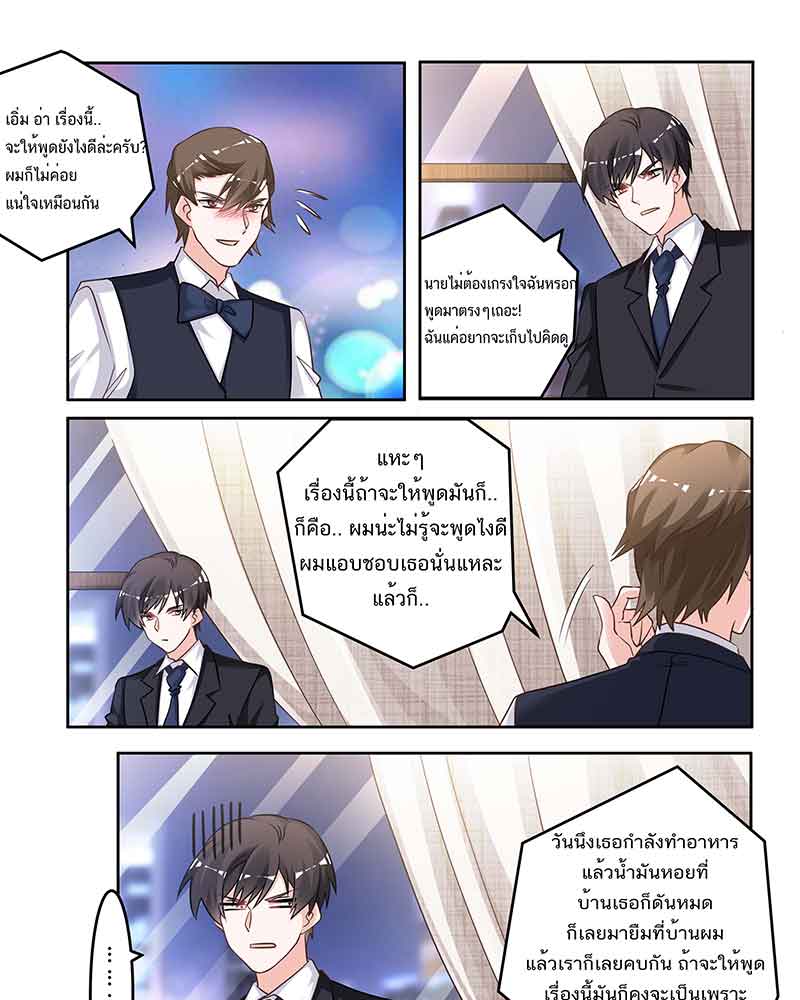 เอิ่ม อ่า เรื่องนี้..
จะให้พูดยังไงดีล่ะครับ?
ผมก็ไม่ค่อย
แน่ใจเหมือนกัน
นายไม่ต้องเกรงใจฉันหรอก
พูดมาตรงๆเถอะ!
ฉันแค่อยากจะเก็บไปคิดดู
แหะๆ
เรื่องนี้ถ้าจะให้พูดมันก็..
ก็คือ.. ผมน่ะไม่รู้จะพูดไงดี
ผมแอบชอบเธอนั่นแหละ
แล้วก็..
วันนึงเธอกำลังทำอาหาร
แล้วน้ำมันหอยที่
บ้านเธอก็ดันหมด
ก็เลยมายืมที่บ้านผม
แล้วเราก็เลยคบกัน ถ้าจะให้พูด
เรื่องนี้มันก็คงจะเป็นเพราะ
......